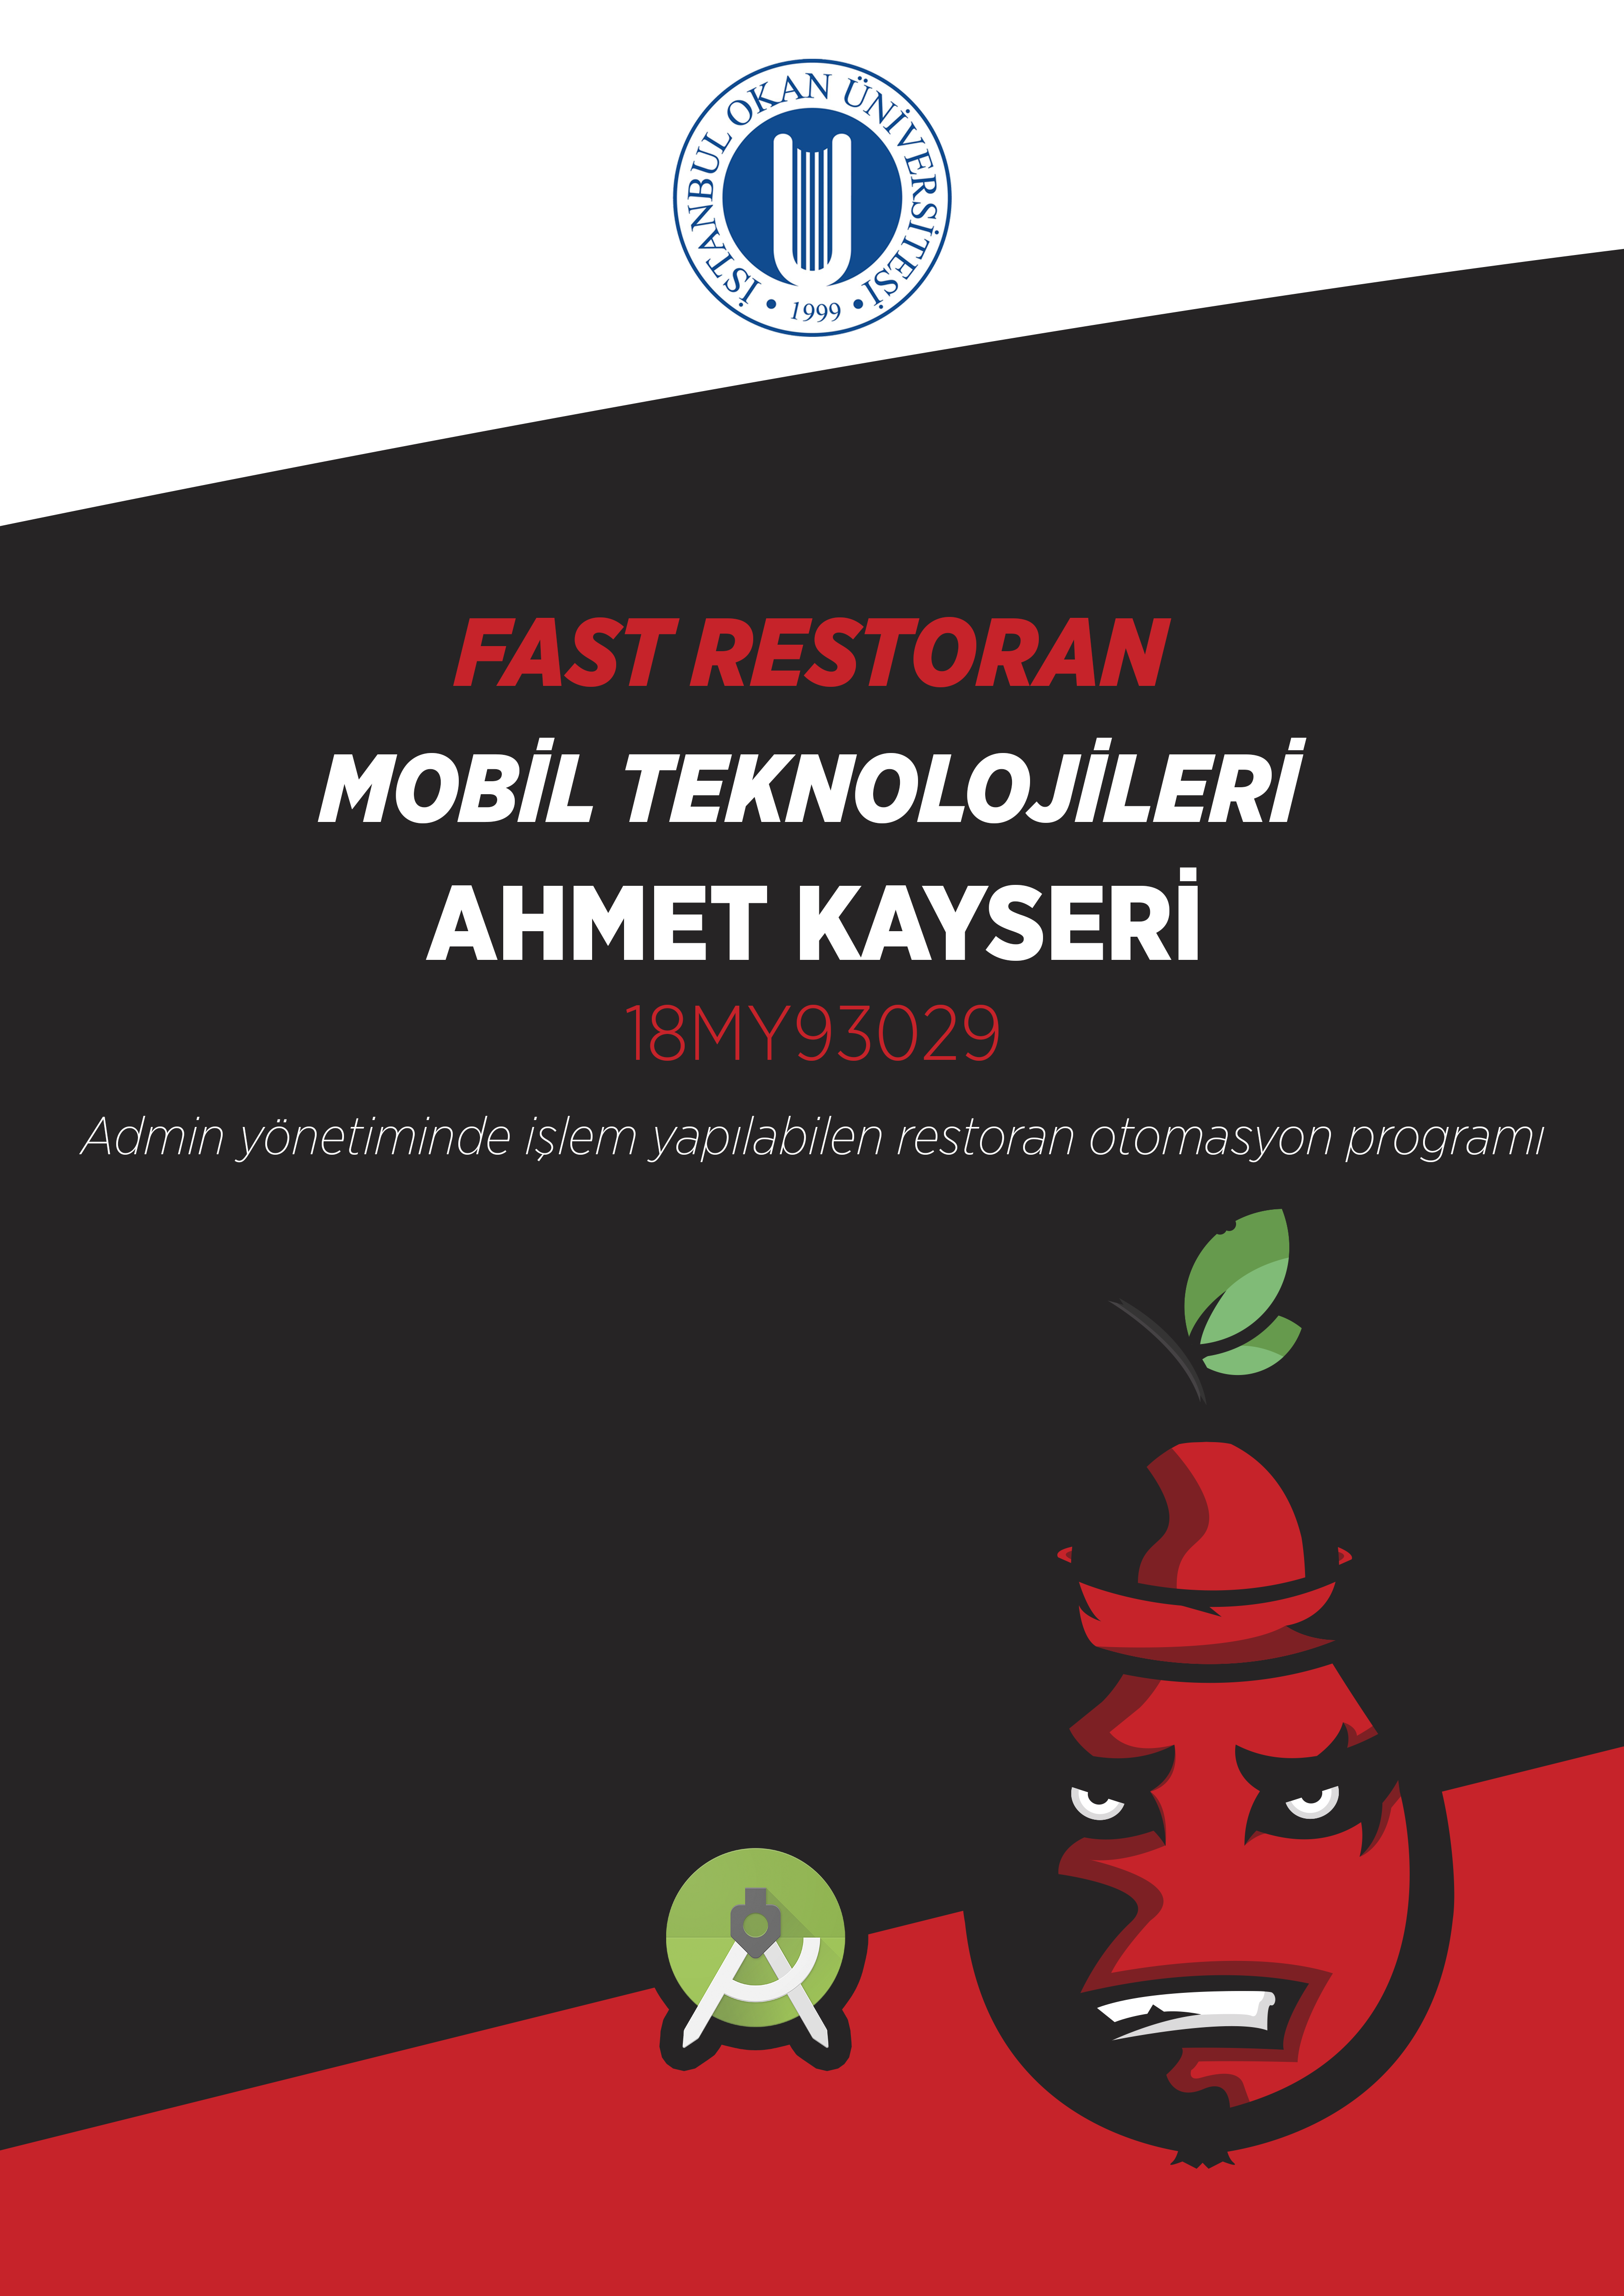 İSTANBUL OKAN ÜNİVERSİTESİ
1999
FAST RESTORAN
MOBİL TEKNOLOJİLERİ
AHMET KAYSERİ
18MY93029
Admin yönetiminde işlem yapılabilen restoran otomasyon programı